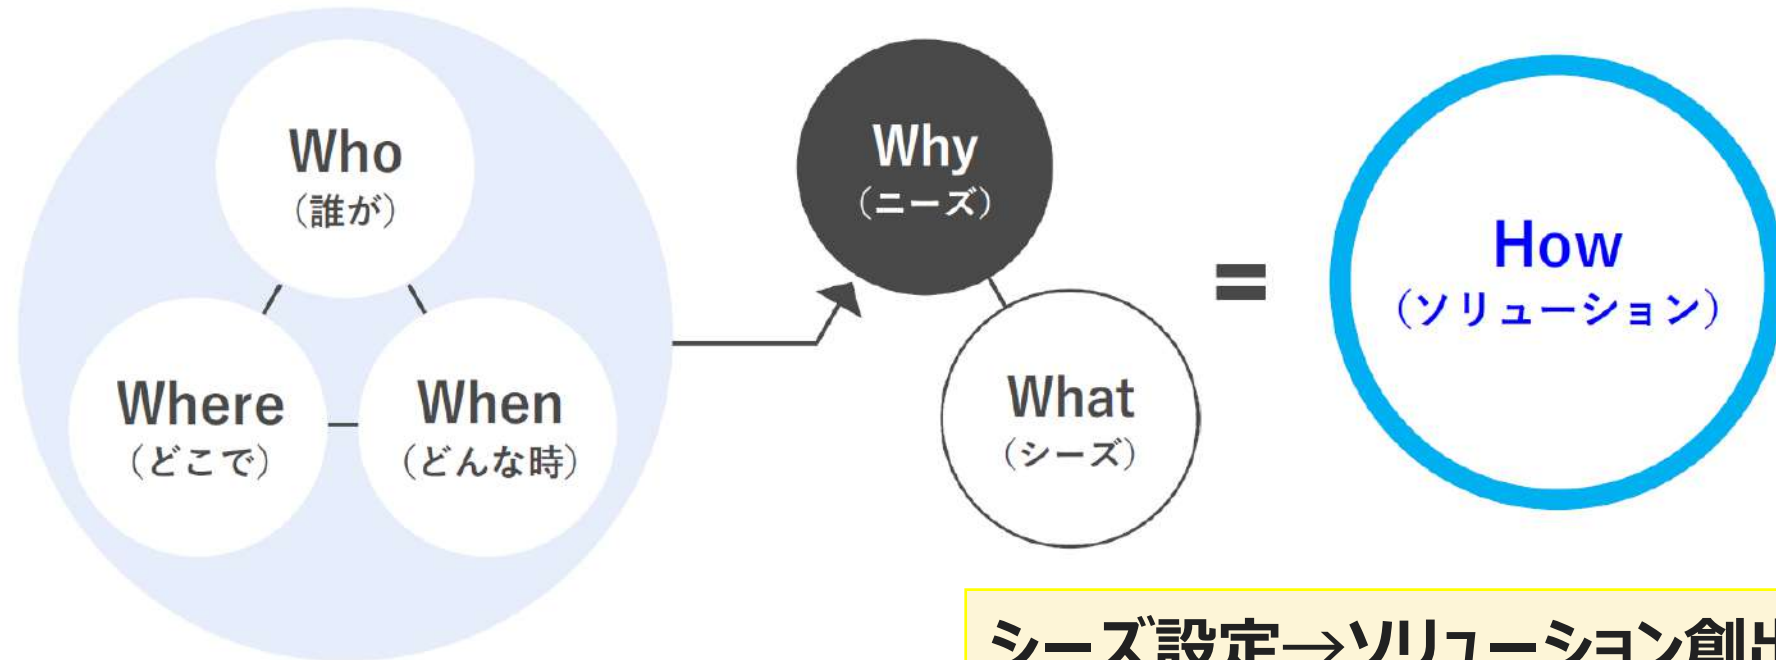 Who
（誰が）
Where
（どこで）
When
（どんな時）
Why
（ニーズ）
What
（シーズ）
=
How
（ソリューション）
シーズ設定→ソリューション創出